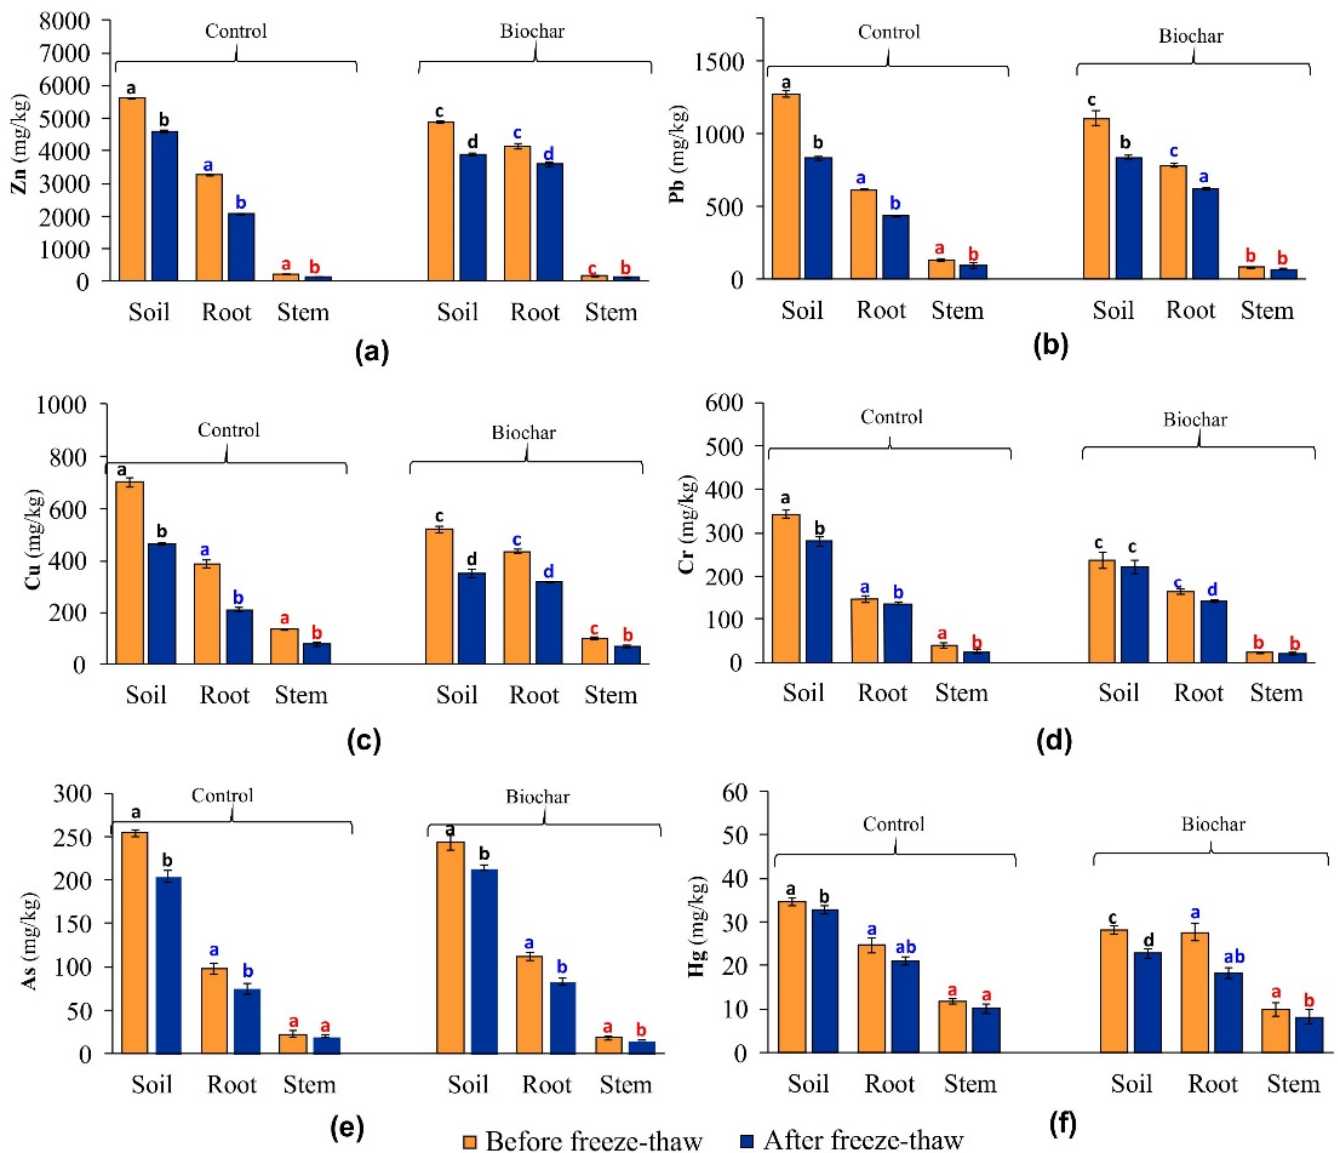 Control
Biochar
8000
7000
6000
5000
4000
3000
2000
1000
0
Zn (mg/kg)
a
b
a
b
a
b
c
d
c
d
c
b
Soil
Root
Stem
Soil
Root
Stem
(a)
Control
Biochar
1500
1000
500
0
Pb (mg/kg)
a
b
a
b
a
b
c
b
c
a
b
b
Soil
Root
Stem
Soil
Root
Stem
(b)
Control
Biochar
1000
800
600
400
200
0
Cu (mg/kg)
a
b
a
b
a
b
c
d
c
d
c
b
Soil
Root
Stem
Soil
Root
Stem
(c)
Control
Biochar
600
500
400
300
200
100
0
Cr (mg/kg)
a
b
a
b
a
b
c
c
c
d
b
b
Soil
Root
Stem
Soil
Root
Stem
(d)
Control
Biochar
300
250
200
150
100
50
0
As (mg/kg)
a
b
a
b
a
a
a
b
a
b
a
b
Soil
Root
Stem
Soil
Root
Stem
(e)
Control
Biochar
60
50
40
30
20
10
0
Hg (mg/kg)
a
b
a
ab
a
a
c
d
a
ab
a
b
Soil
Root
Stem
Soil
Root
Stem
(f)
Before freeze-thaw
After freeze-thaw